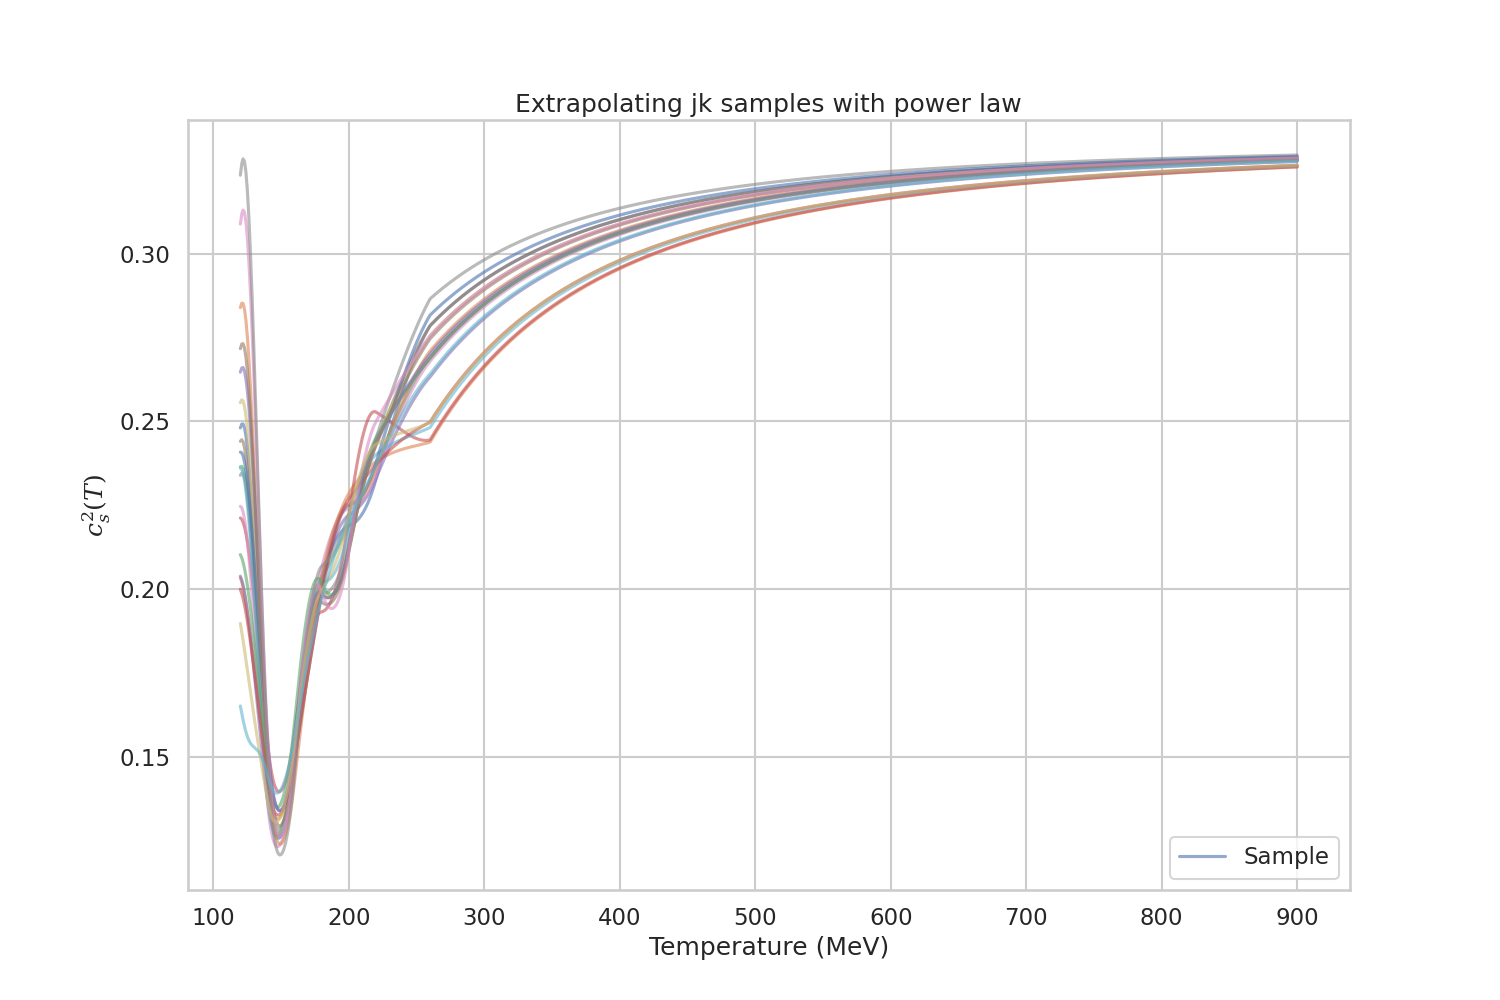 Extrapolating jk samples with power law
0.30
0.25
0.20
0.15
c_s^2(T)
100 200 300 400 500 600 700 800 900
Temperature (MeV)
Sample